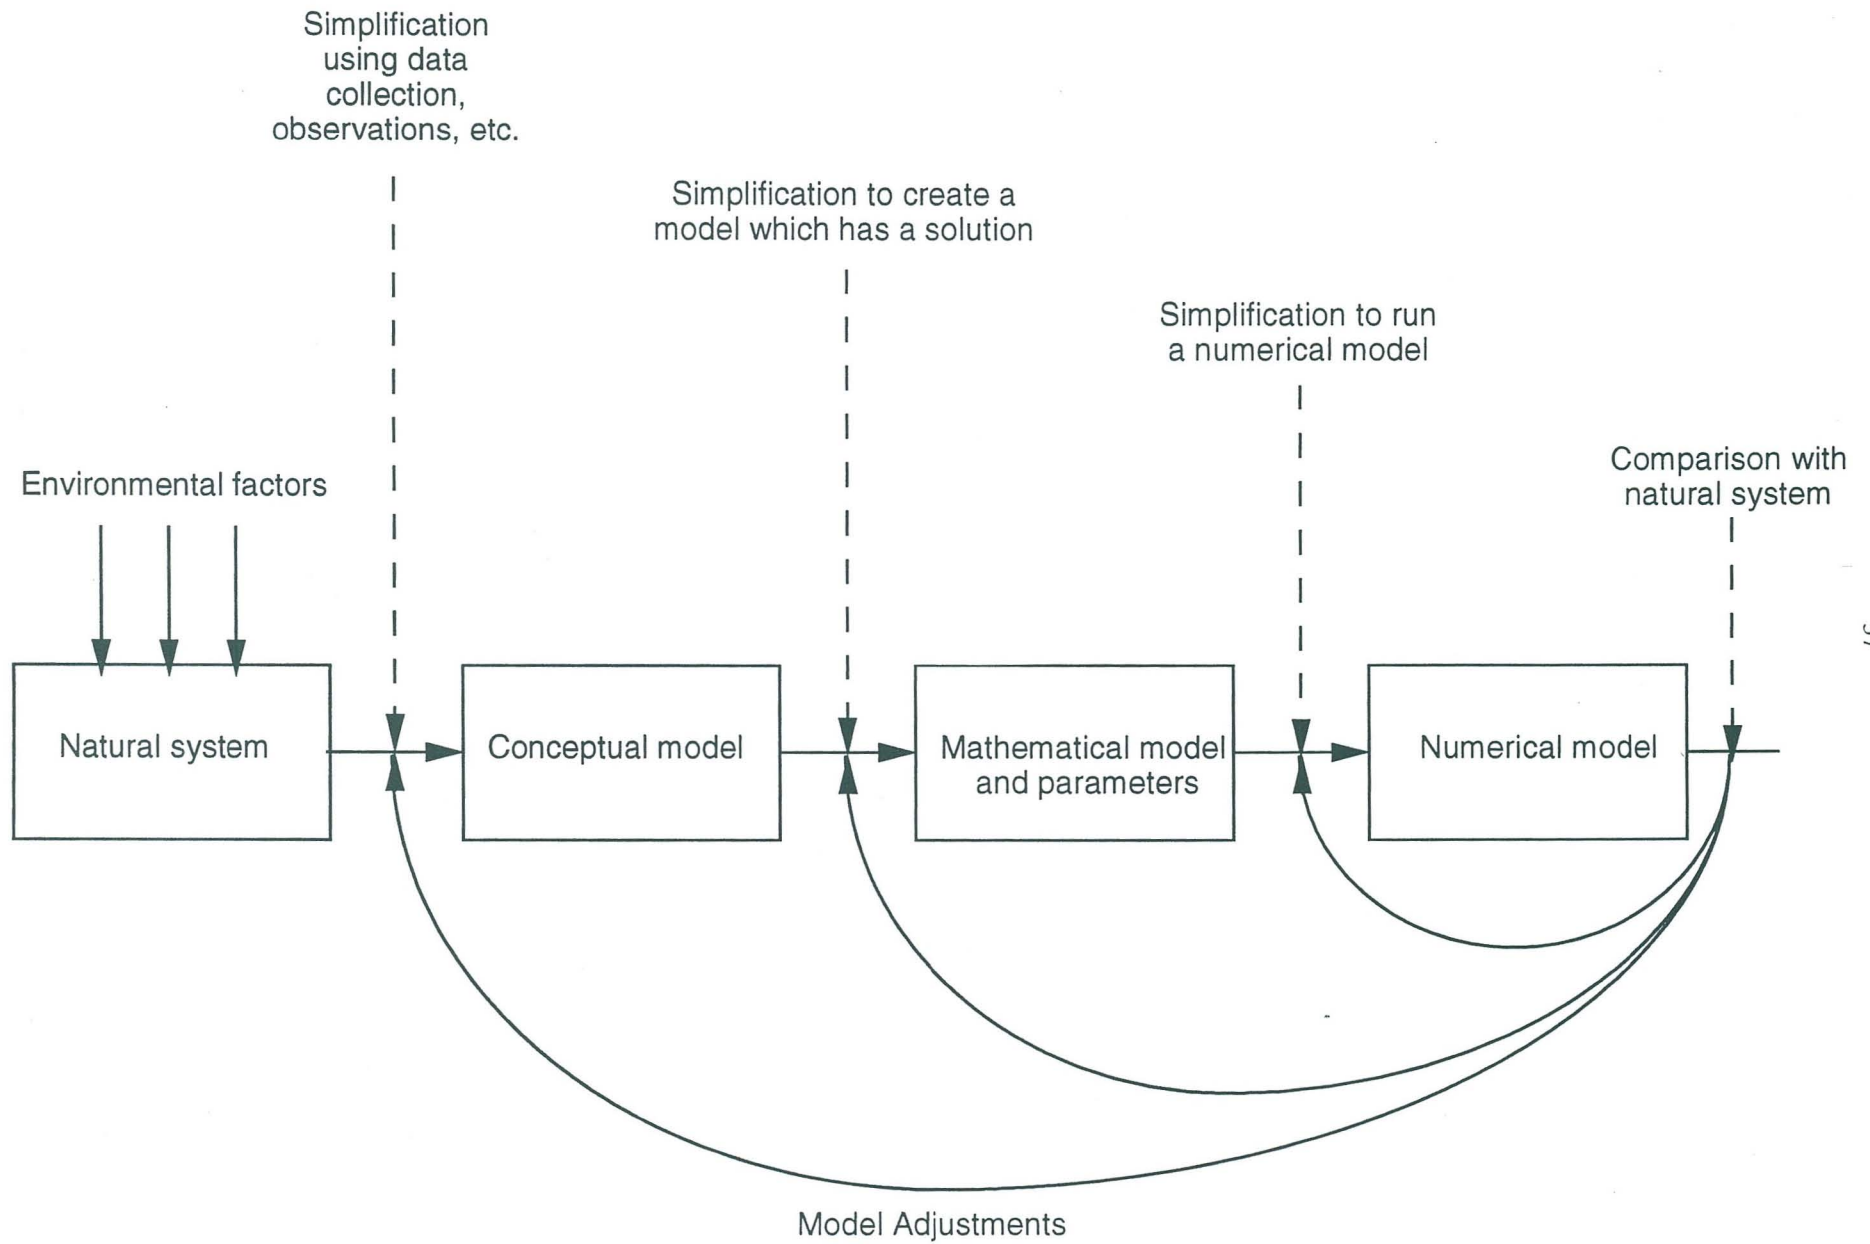 Simplification
using data
collection,
observations, etc.
Simplification to create a
model which has a solution
Simplification to run
a numerical model
Comparison with
natural system
Environmental factors
Natural system
Conceptual model
Mathematical model
and parameters
Numerical model
Model Adjustments